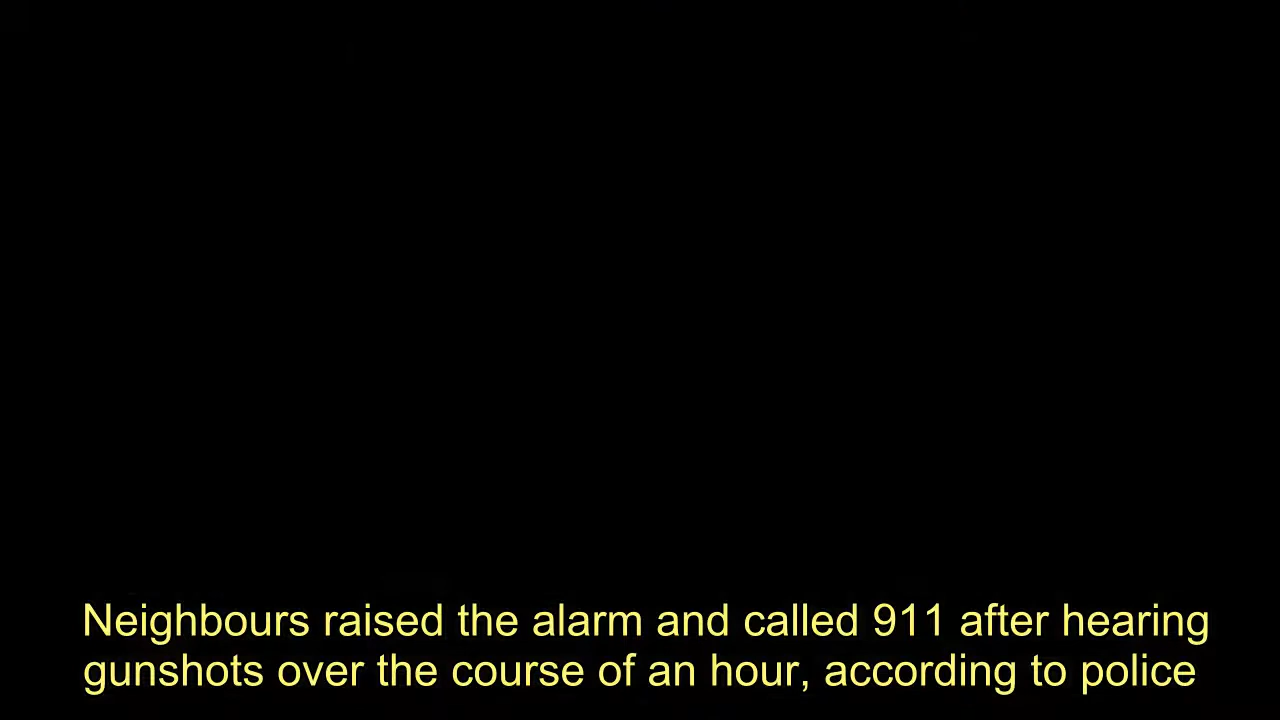 Neighbours raised the alarm and called 911 after hearing
gunshots over the course of an hour, according to police